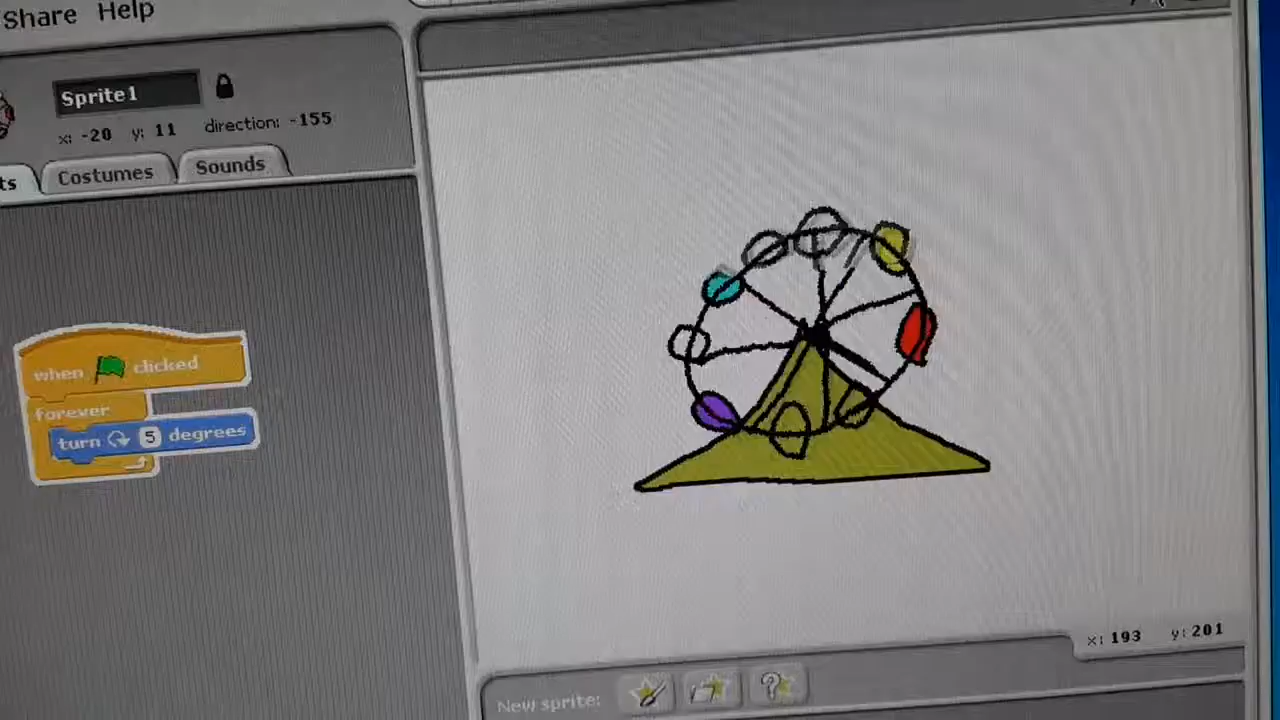 Share Help
Sprite1
x: -20 y: 11 direction: -155
ts Costumes Sounds
when clicked
forever
turn 5 degrees
x: 193 y: 201
New sprite: